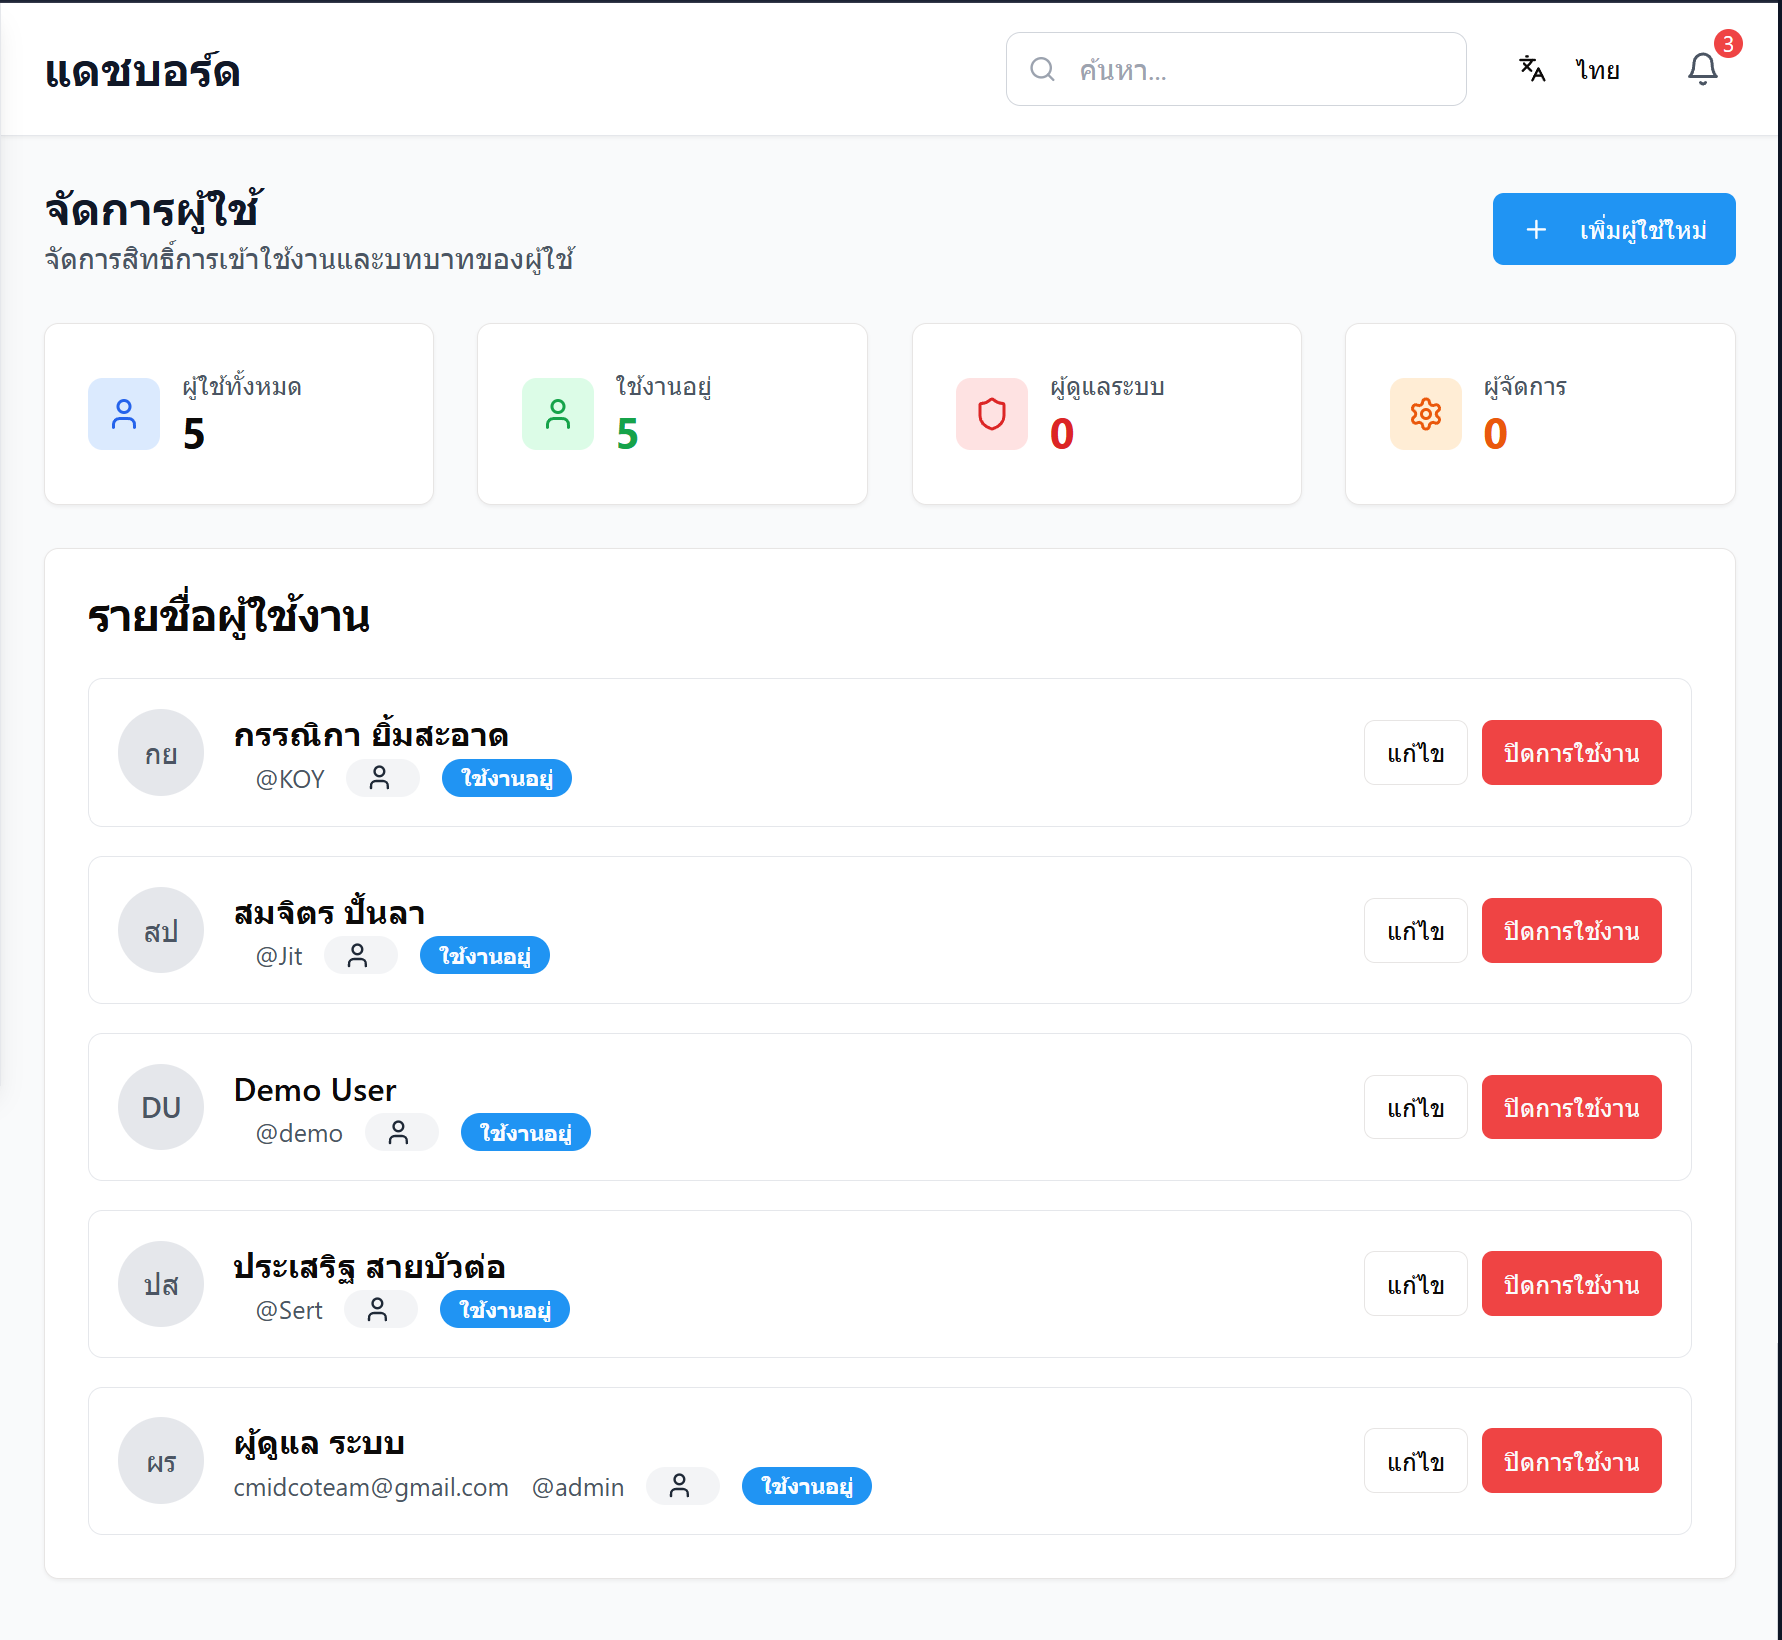 แดชบอร์ด
ค้นหา...
ไทย
3
จัดการผู้ใช้
จัดการสิทธิ์การเข้าใช้งานและบทบาทของผู้ใช้
เพิ่มผู้ใช้ใหม่
ผู้ใช้ทั้งหมด
5
ใช้งานอยู่
5
ผู้ดูแลระบบ
0
ผู้จัดการ
0
รายชื่อผู้ใช้งาน
กย
กรรณิกา ยิ้มสะอาด
@KOY ใช้งานอยู่
แก้ไข ปิดการใช้งาน
สป
สมจิตร ปั้นลา
@Jit ใช้งานอยู่
แก้ไข ปิดการใช้งาน
DU
Demo User
@demo ใช้งานอยู่
แก้ไข ปิดการใช้งาน
ปส
ประเสริฐ สายบัวต่อ
@Sert ใช้งานอยู่
แก้ไข ปิดการใช้งาน
ผร
ผู้ดูแล ระบบ
cmidcoteam@gmail.com @admin ใช้งานอยู่
แก้ไข ปิดการใช้งาน